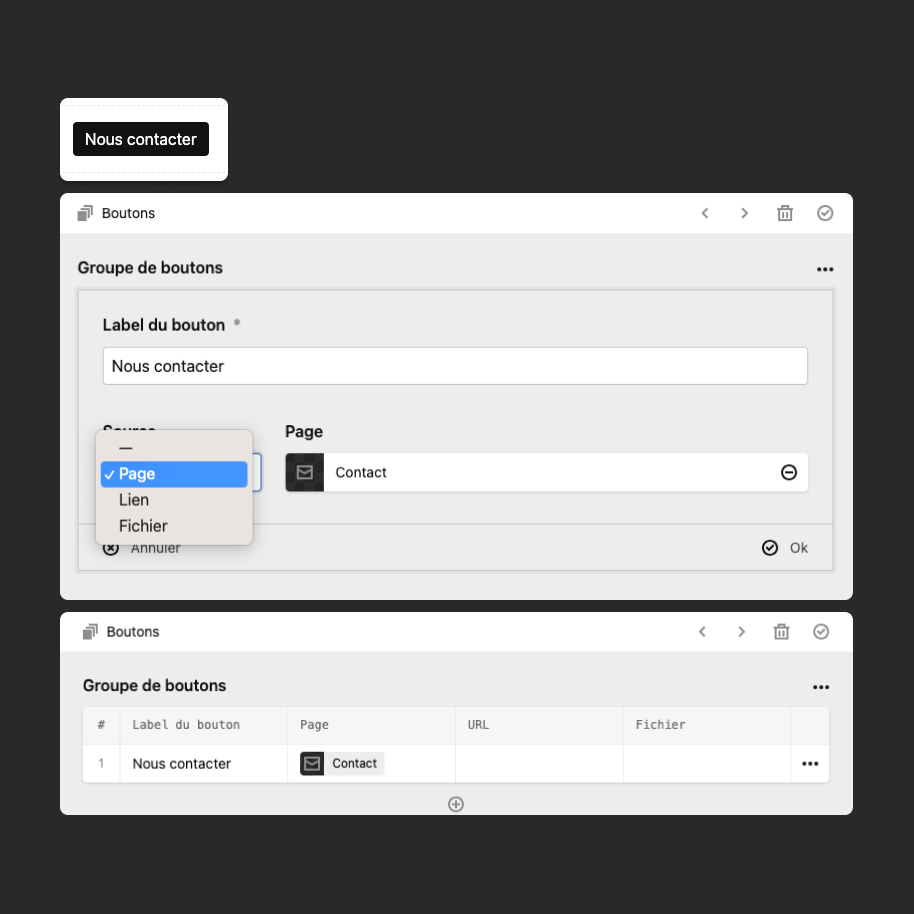 Nous contacter
Boutons
Groupe de boutons
Label du bouton *
Nous contacter
Source
Page
—
Page
Lien
Fichier
Contact
Annuler
Ok
Boutons
Groupe de boutons
# Label du bouton Page URL Fichier
1 Nous contacter Contact